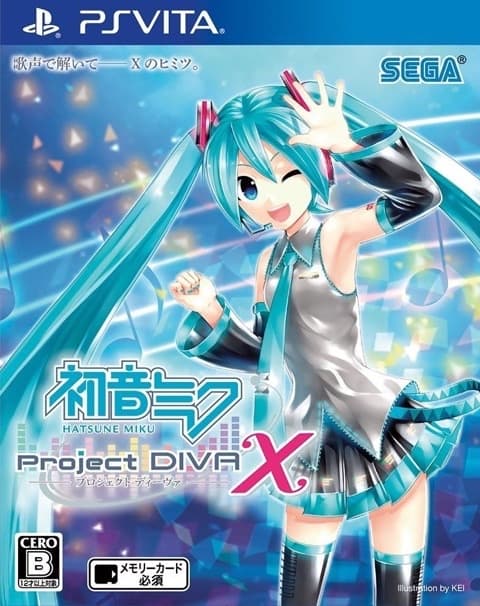 PSVITA
歌声で解いて――Xのヒミツ。
SEGA®
初音ミク
HATSUNE MIKU
Project DIVA X
プロジェクト ディーヴァ
CERO
B
12才以上対象
メモリーカード
必須
Illustration by KEI